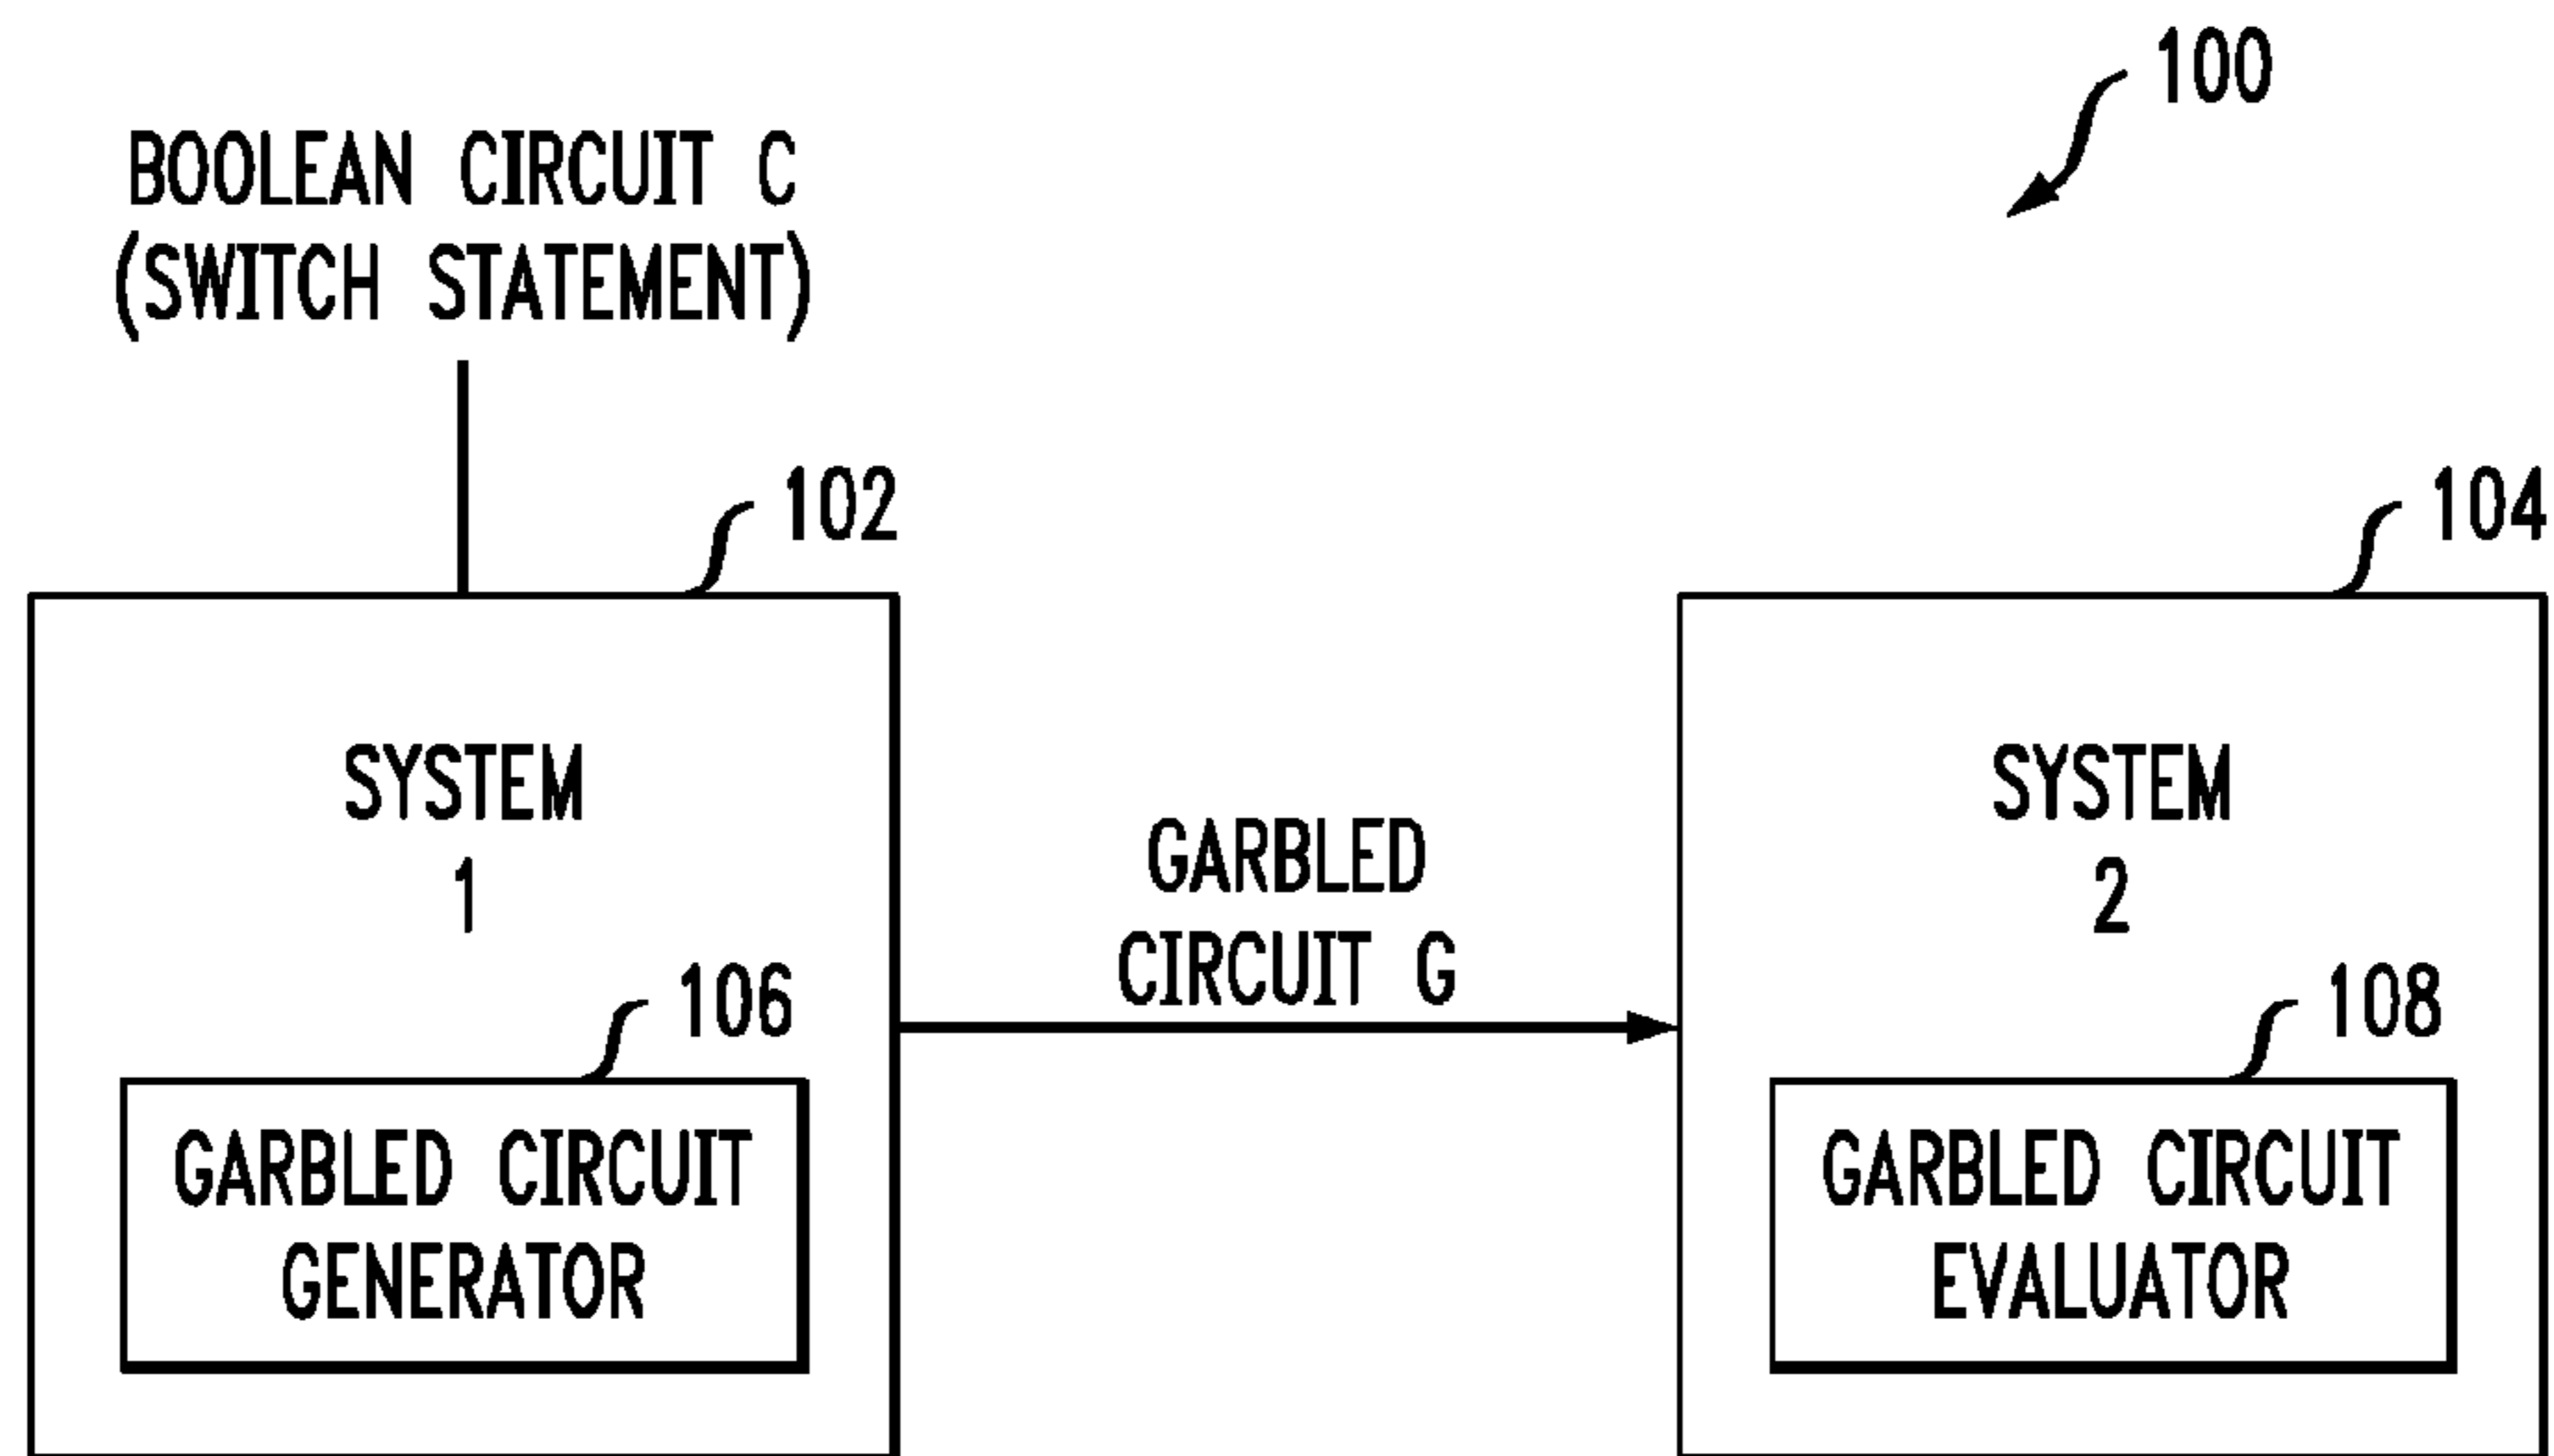 100
BOOLEAN CIRCUIT C
(SWITCH STATEMENT)
102
104
SYSTEM
1
GARBLED
CIRCUIT G
SYSTEM
2
106
108
GARBLED CIRCUIT
GENERATOR
GARBLED CIRCUIT
EVALUATOR